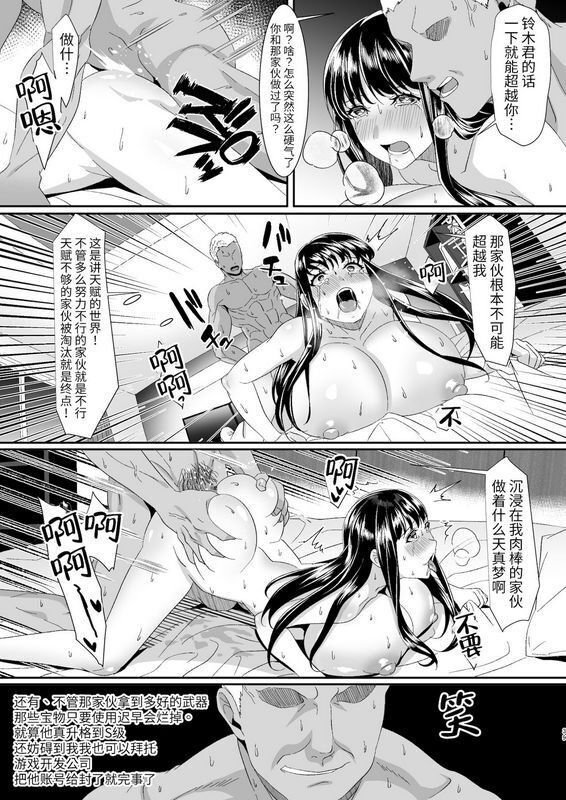 铃木君的话
一下就能超越你…
啊？啥？怎么突然这么硬气了
你和那家伙做过了吗？
做什…
啊嗯
那家伙根本不可能
超越我
啊
啊
啊
不
这是讲天赋的世界！
不管多么努力不行的家伙就是不行
天赋不够的家伙被淘汰就是终点！
沉浸在我肉棒的家伙
做着什么天真梦啊
啊
啊
啊
啊
不要
笑
还有、不管那家伙拿到多好的武器
那些宝物只要使用迟早会烂掉。
就算他真升格到S级
还妨碍到我我也可以拜托
游戏开发公司
把他账号给封了就完事了